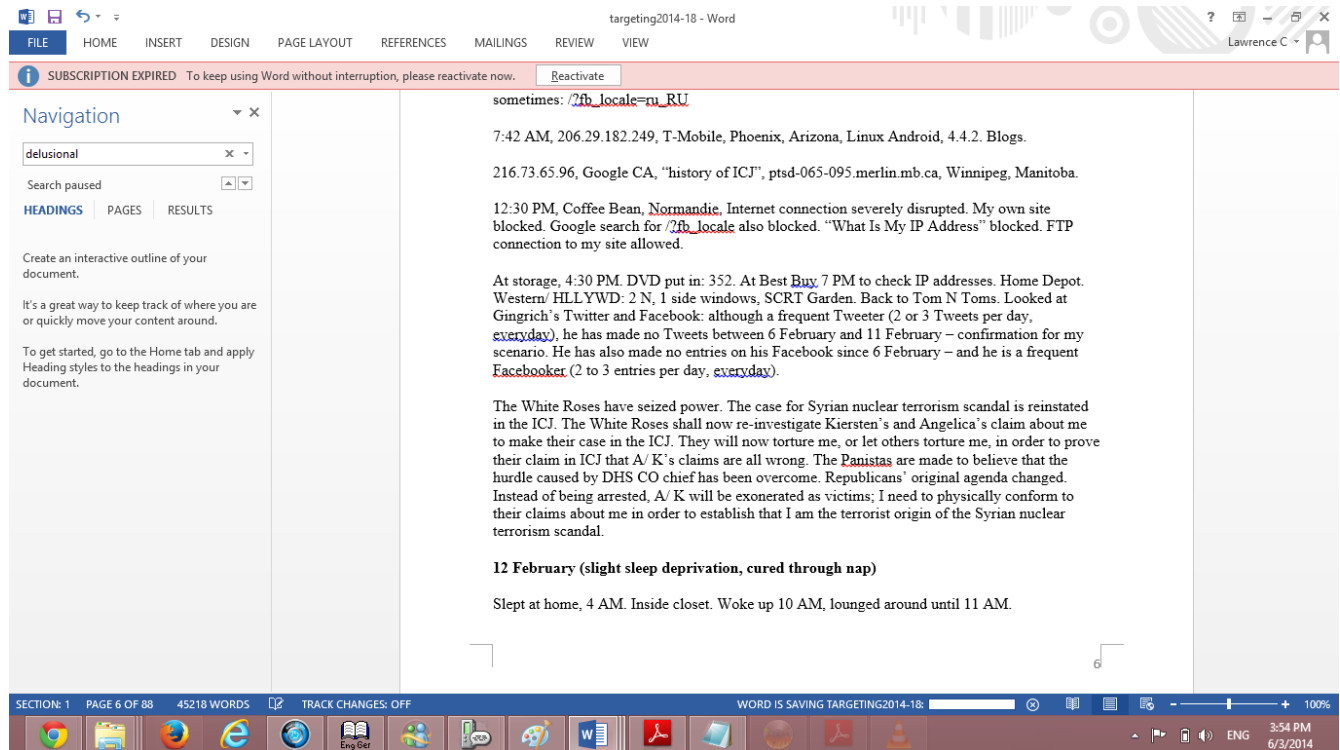 targeting2014-18 - Word
FILE HOME INSERT DESIGN PAGE LAYOUT REFERENCES MAILINGS REVIEW VIEW
Lawrence C
SUBSCRIPTION EXPIRED To keep using Word without interruption, please reactivate now. Reactivate
Navigation
delusional
Search paused
HEADINGS PAGES RESULTS
Create an interactive outline of your
document.
It's a great way to keep track of where you are
or quickly move your content around.
To get started, go to the Home tab and apply
Heading styles to the headings in your
document.
sometimes: /?fb_locale=ru_RU
7:42 AM, 206.29.182.249, T-Mobile, Phoenix, Arizona, Linux Android, 4.4.2. Blogs.
216.73.65.96, Google CA, “history of ICJ”, ptsd-065-095.merlin.mb.ca, Winnipeg, Manitoba.
12:30 PM, Coffee Bean, Normandie, Internet connection severely disrupted. My own site
blocked. Google search for /?fb_locale also blocked. “What Is My IP Address” blocked. FTP
connection to my site allowed.
At storage, 4:30 PM. DVD put in: 352. At Best Buy 7 PM to check IP addresses. Home Depot.
Western/ HLLYWD: 2 N, 1 side windows, SCRT Garden. Back to Tom N Toms. Looked at
Gingrich’s Twitter and Facebook: although a frequent Tweeter (2 or 3 Tweets per day,
everyday), he has made no Tweets between 6 February and 11 February – confirmation for my
scenario. He has also made no entries on his Facebook since 6 February – and he is a frequent
Facebooker (2 to 3 entries per day, everyday).
The White Roses have seized power. The case for Syrian nuclear terrorism scandal is reinstated
in the ICJ. The White Roses shall now re-investigate Kiersten’s and Angelica’s claim about me
to make their case in the ICJ. They will now torture me, or let others torture me, in order to prove
their claim in ICJ that A/ K’s claims are all wrong. The Panistas are made to believe that the
hurdle caused by DHS CO chief has been overcome. Republicans’ original agenda changed.
Instead of being arrested, A/ K will be exonerated as victims; I need to physically conform to
their claims about me in order to establish that I am the terrorist origin of the Syrian nuclear
terrorism scandal.
12 February (slight sleep deprivation, cured through nap)
Slept at home, 4 AM. Inside closet. Woke up 10 AM, lounged around until 11 AM.
6
SECTION: 1 PAGE 6 OF 88 45218 WORDS TRACK CHANGES: OFF WORD IS SAVING TARGETING2014-18: 100%
Eng Ger
ENG
3:54 PM
6/3/2014